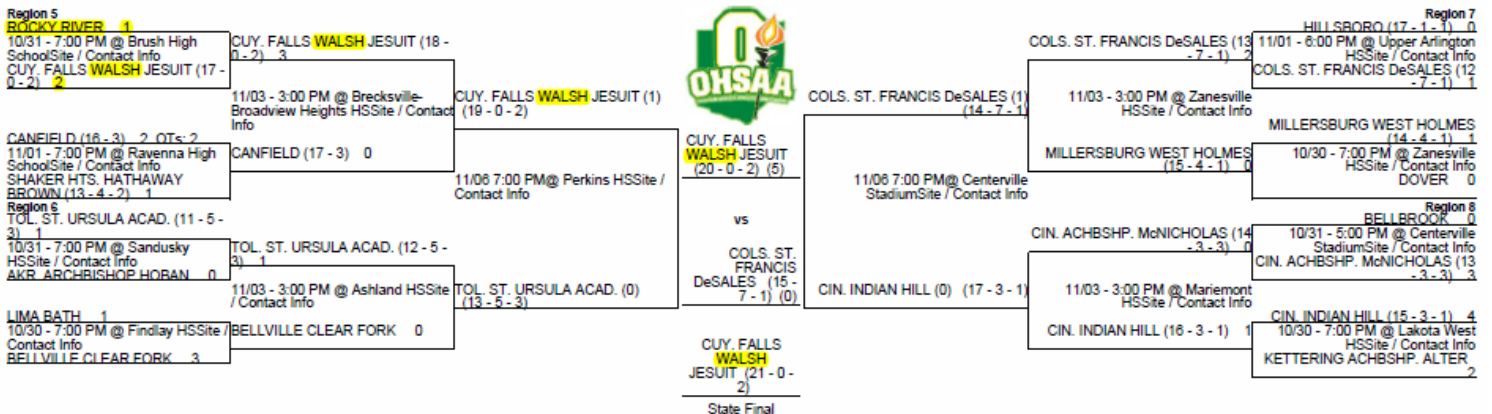 Region 5
ROCKY RIVER 1
10/31 - 7:00 PM @ Brush High
SchoolSite / Contact Info
CUY. FALLS WALSH JESUIT (17 -
0 - 2) 2
CUY. FALLS WALSH JESUIT (18 -
0 - 2) 3
11/03 - 3:00 PM @ Brecksville-
Broadview Heights HSSite / Contact
Info
CANFIELD (16 - 3) 2 OTs: 2
11/01 - 7:00 PM @ Ravenna High
SchoolSite / Contact Info
SHAKER HTS. HATHAWAY
BROWN (13 - 4 - 2) 1
CANFIELD (17 - 3) 0
CUY. FALLS WALSH JESUIT (1)
(19 - 0 - 2)
11/06 7:00 PM@ Perkins HSSite /
Contact Info
Region 6
TOL. ST. URSULA ACAD. (11 - 5 -
3) 1
10/31 - 7:00 PM @ Sandusky
HSSite / Contact Info
AKR. ARCHBISHOP HOBAN 0
TOL. ST. URSULA ACAD. (12 - 5 -
3) 1
11/03 - 3:00 PM @ Ashland HSSite
/ Contact Info
LIMA BATH 1
10/30 - 7:00 PM @ Findlay HSSite /
Contact Info
BELLVILLE CLEAR FORK 3
BELLVILLE CLEAR FORK 0
TOL. ST. URSULA ACAD. (0)
(13 - 5 - 3)
OHSAA
CUY. FALLS
WALSH JESUIT
(20 - 0 - 2) (5)
vs
COLS. ST.
FRANCIS
DeSALES (15 -
7 - 1) (0)
CUY. FALLS
WALSH
JESUIT (21 - 0 -
2)
State Final
COLS. ST. FRANCIS DeSALES (1)
(14 - 7 - 1)
11/06 7:00 PM@ Centerville
StadiumSite / Contact Info
CIN. INDIAN HILL (0) (17 - 3 - 1)
COLS. ST. FRANCIS DeSALES (13
- 7 - 1) 2
11/03 - 3:00 PM @ Zanesville
HSSite / Contact Info
MILLERSBURG WEST HOLMES
(15 - 4 - 1) 0
Region 7
HILLSBORO (17 - 1 - 1) 0
11/01 - 6:00 PM @ Upper Arlington
HSSite / Contact Info
COLS. ST. FRANCIS DeSALES (12
- 7 - 1) 1
MILLERSBURG WEST HOLMES
(14 - 4 - 1) 1
10/30 - 7:00 PM @ Zanesville
HSSite / Contact Info
DOVER 0
CIN. ACHBSHP. McNICHOLAS (14
- 3 - 3) 0
11/03 - 3:00 PM @ Mariemont
HSSite / Contact Info
CIN. INDIAN HILL (16 - 3 - 1) 1
Region 8
BELLBROOK 0
10/31 - 5:00 PM @ Centerville
StadiumSite / Contact Info
CIN. ACHBSHP. McNICHOLAS (13
- 3 - 3) 3
CIN. INDIAN HILL (15 - 3 - 1) 4
10/30 - 7:00 PM @ Lakota West
HSSite / Contact Info
KETTERING ACHBSHP. ALTER
2